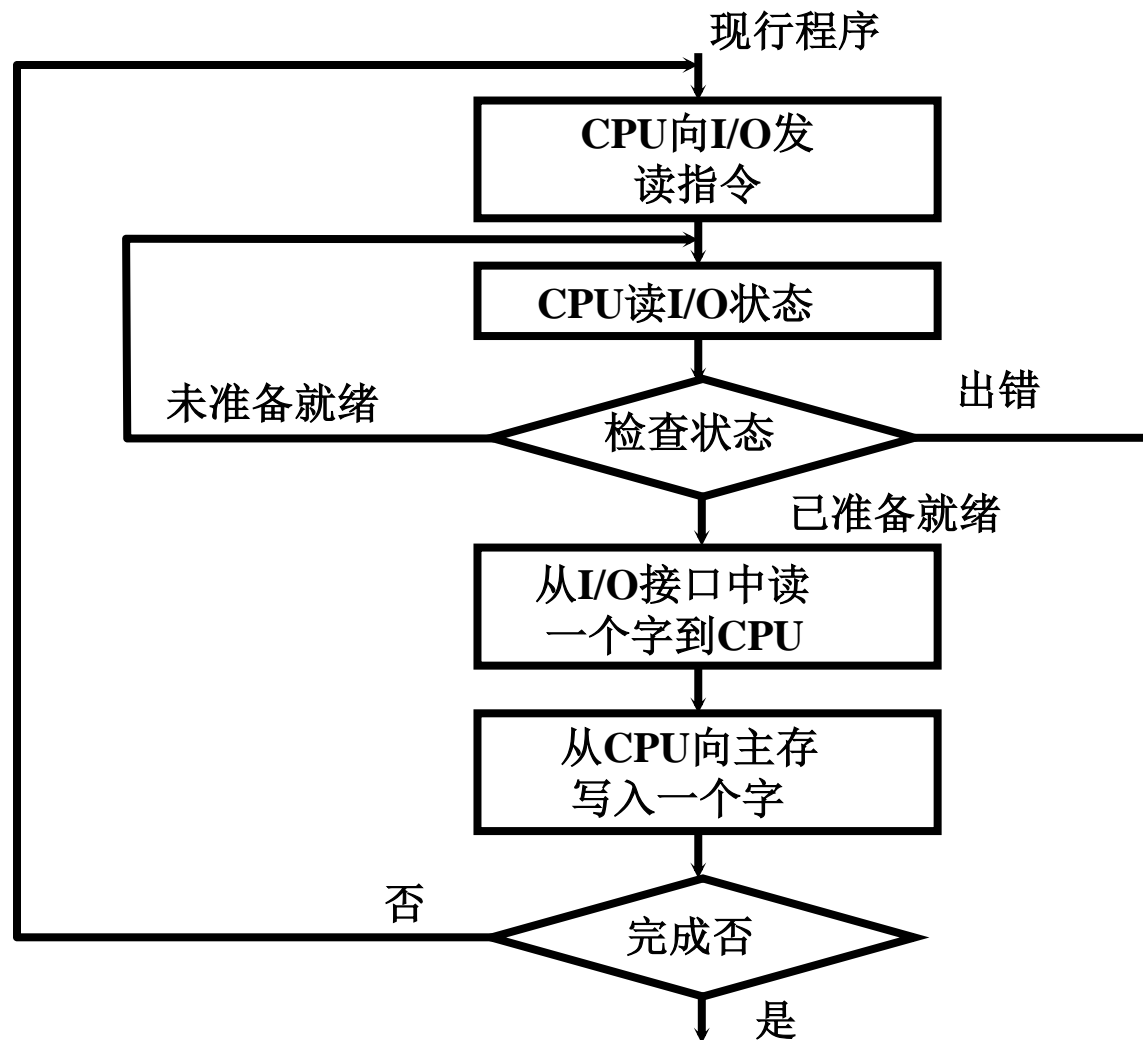 现行程序
CPU向I/O发
读指令
CPU读I/O状态
未准备就绪
检查状态
出错
已准备就绪
从I/O接口中读
一个字到CPU
从CPU向主存
写入一个字
否
完成否
是